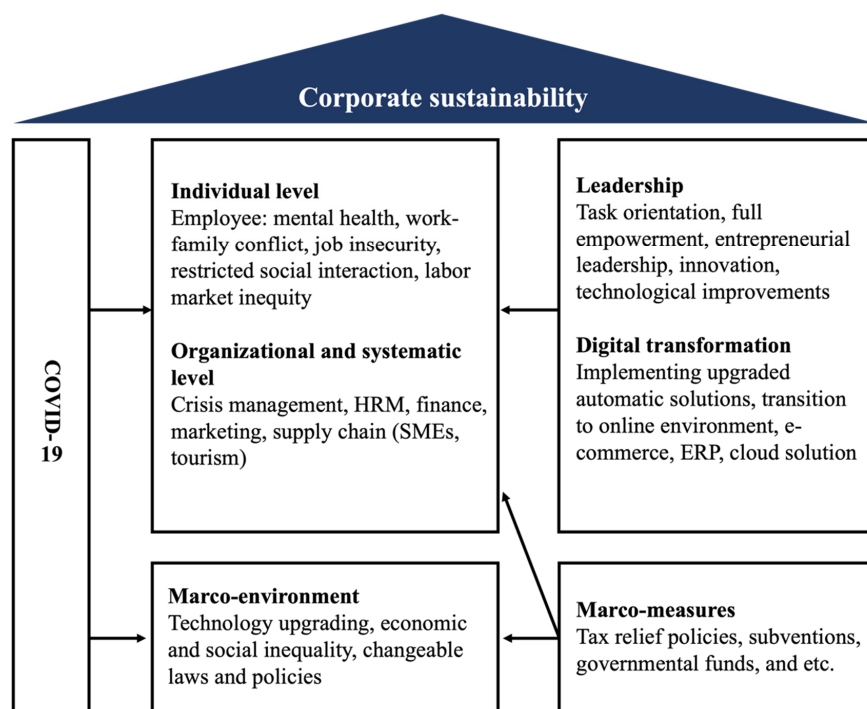 Corporate sustainability
COVID-
19
Individual level
Employee: mental health, work-
family conflict, job insecurity,
restricted social interaction, labor
market inequity
Organizational and systematic
level
Crisis management, HRM, finance,
marketing, supply chain (SMEs,
tourism)
Leadership
Task orientation, full
empowerment, entrepreneurial
leadership, innovation,
technological improvements
Digital transformation
Implementing upgraded
automatic solutions, transition
to online environment, e-
commerce, ERP, cloud solution
Marco-environment
Technology upgrading, economic
and social inequality, changeable
laws and policies
Marco-measures
Tax relief policies, subventions,
governmental funds, and etc.